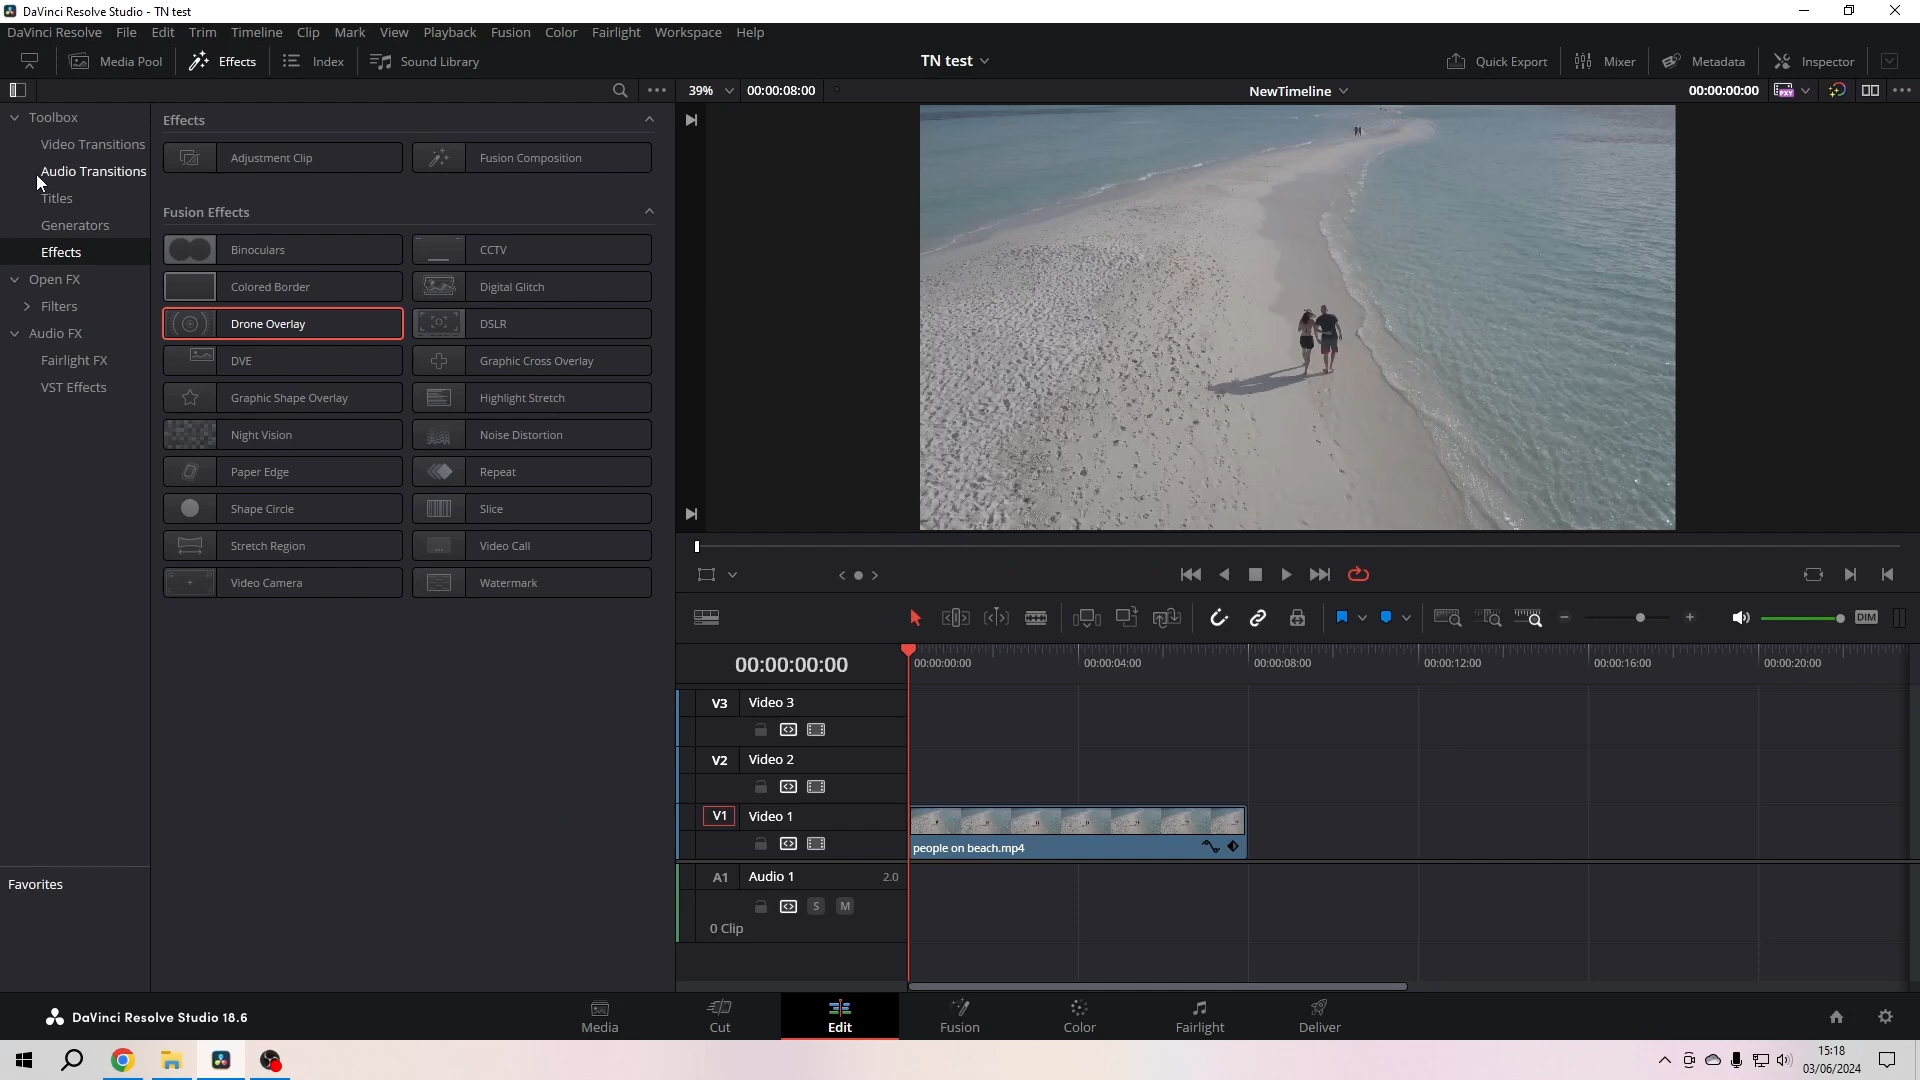 DaVinci Resolve Studio - TN test
DaVinci Resolve File Edit Trim Timeline Clip Mark View Playback Fusion Color Fairlight Workspace Help
Media Pool Effects Index Sound Library TN test Quick Export Mixer Metadata Inspector
39% 00:00:08:00 NewTimeline 00:00:00:00 PXY
Toolbox
Video Transitions
Audio Transitions
Titles
Generators
Effects
Open FX
Filters
Audio FX
Fairlight FX
VST Effects
Favorites
Effects
Adjustment Clip Fusion Composition
Fusion Effects
Binoculars CCTV
Colored Border Digital Glitch
Drone Overlay DSLR
DVE Graphic Cross Overlay
Graphic Shape Overlay Highlight Stretch
Night Vision Noise Distortion
Paper Edge Repeat
Shape Circle Slice
Stretch Region Video Call
Video Camera Watermark
DIM
00:00:00:00 00:00:00:00 00:00:04:00 00:00:08:00 00:00:12:00 00:00:16:00 00:00:20:00
V3 Video 3
V2 Video 2
V1 Video 1
people on beach.mp4
A1 Audio 1 2.0
S M
0 Clip
DaVinci Resolve Studio 18.6
Media Cut Edit Fusion Color Fairlight Deliver
15:18
03/06/2024